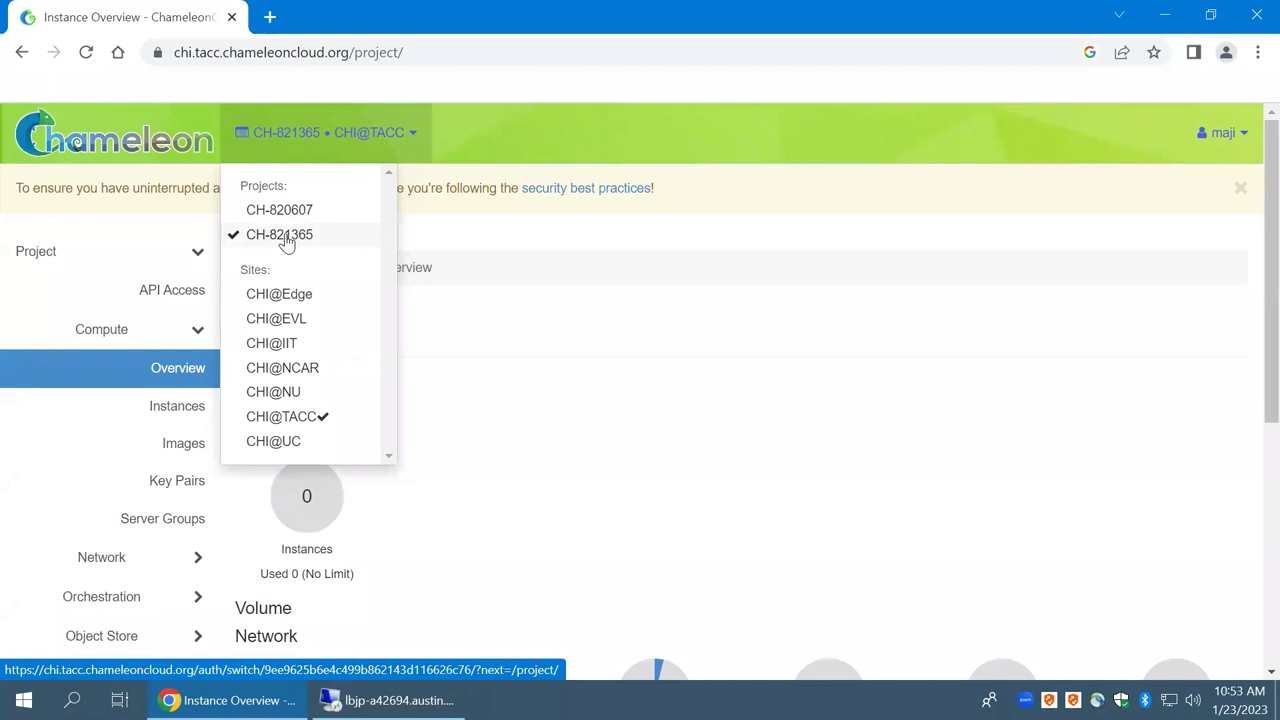 Instance Overview - ChameleonC
chi.tacc.chameleoncloud.org/project/
Chameleon
CH-821365 • CHI@TACC
maji
To ensure you have uninterrupted a
e you're following the security best practices!
Projects:
CH-820607
CH-821365
Sites:
CHI@Edge
CHI@EVL
CHI@IIT
CHI@NCAR
CHI@NU
CHI@TACC
CHI@UC
Project
API Access
Compute
Overview
Instances
Images
Key Pairs
Server Groups
Network
Orchestration
Object Store
erview
0
Instances
Used 0 (No Limit)
Volume
Network
https://chi.tacc.chameleoncloud.org/auth/switch/9ee9625b6e4c499b862143d116626c76/?next=/project/
Instance Overview -...
lbjp-a42694.austin....
zoom
10:53 AM
1/23/2023